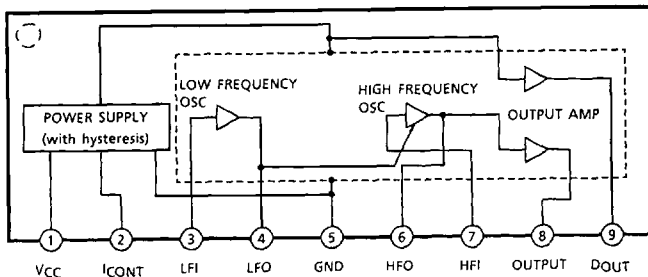 LOW FREQUENCY
OSC
HIGH FREQUENCY
OSC
POWER SUPPLY
(with hysteresis)
OUTPUT AMP
1 2 3 4 5 6 7 8 9
VCC ICONT LFI LFO GND HFO HFI OUTPUT DOUT